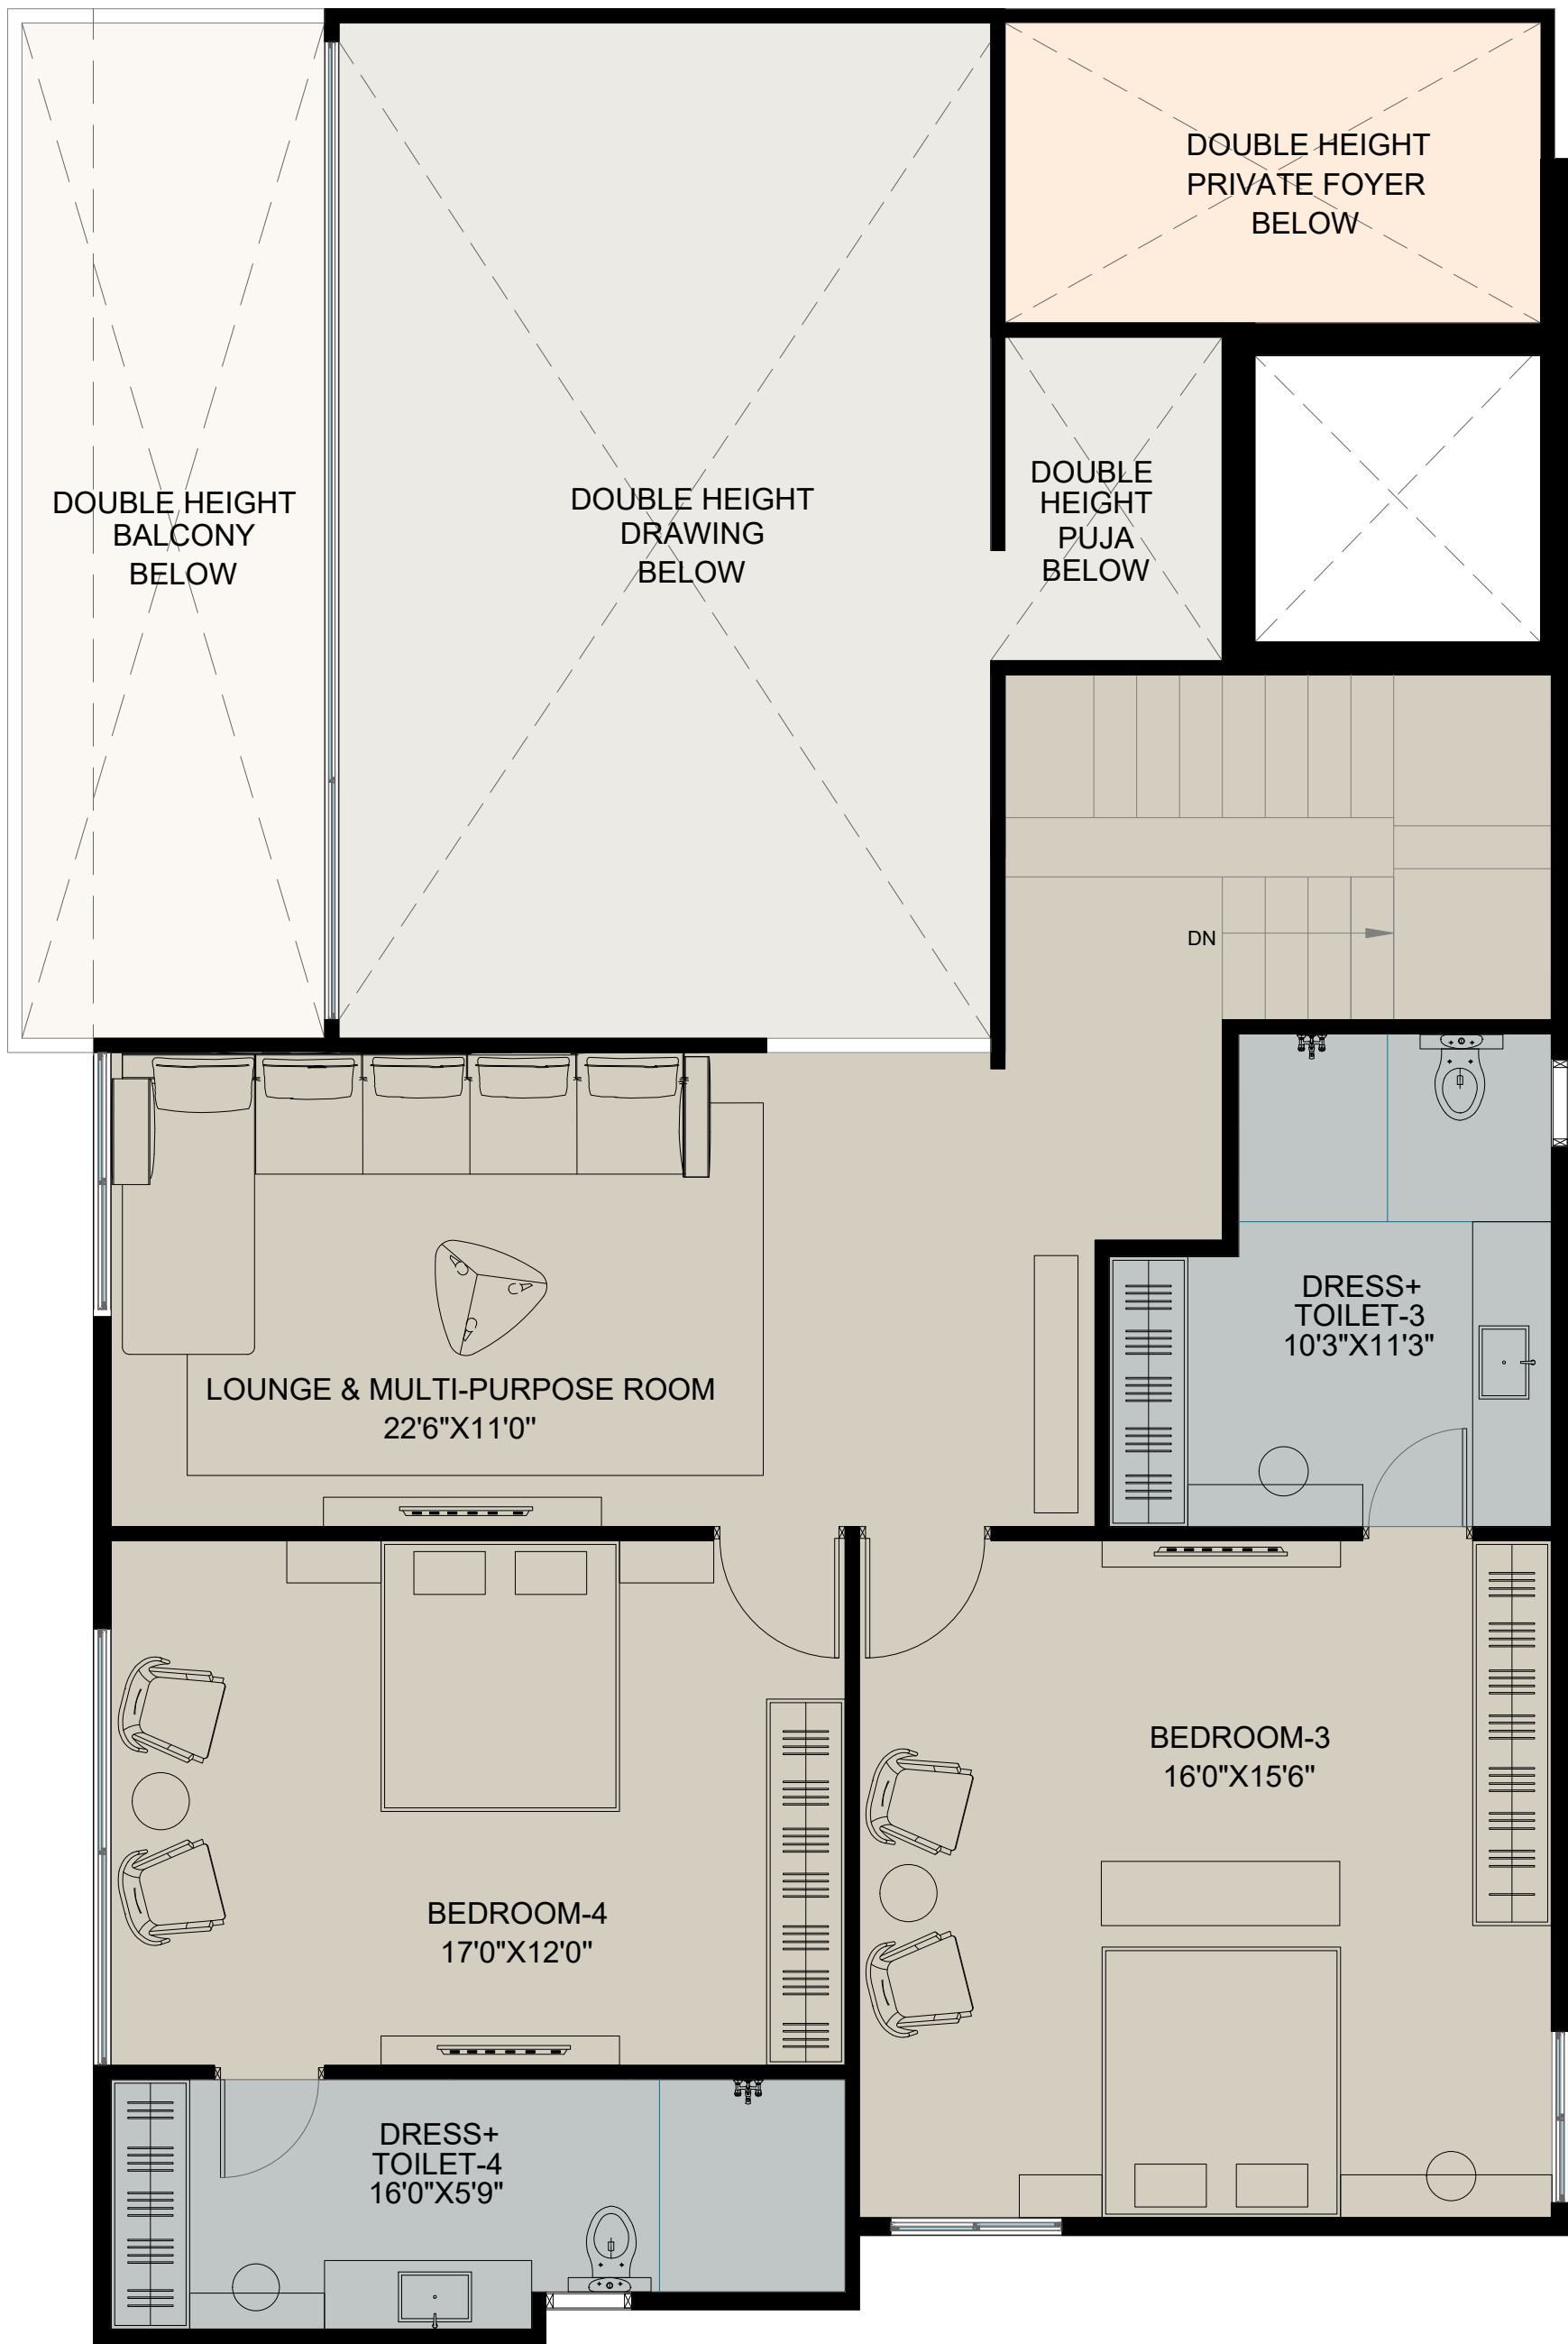 DOUBLE HEIGHT
PRIVATE FOYER
BELOW
DOUBLE HEIGHT
BALCONY
BELOW
DOUBLE HEIGHT
DRAWING
BELOW
DOUBLE
HEIGHT
PUJA
BELOW
DN
DRESS+
TOILET-3
10'3"X11'3"
LOUNGE & MULTI-PURPOSE ROOM
22'6"X11'0"
BEDROOM-3
16'0"X15'6"
BEDROOM-4
17'0"X12'0"
DRESS+
TOILET-4
16'0"X5'9"